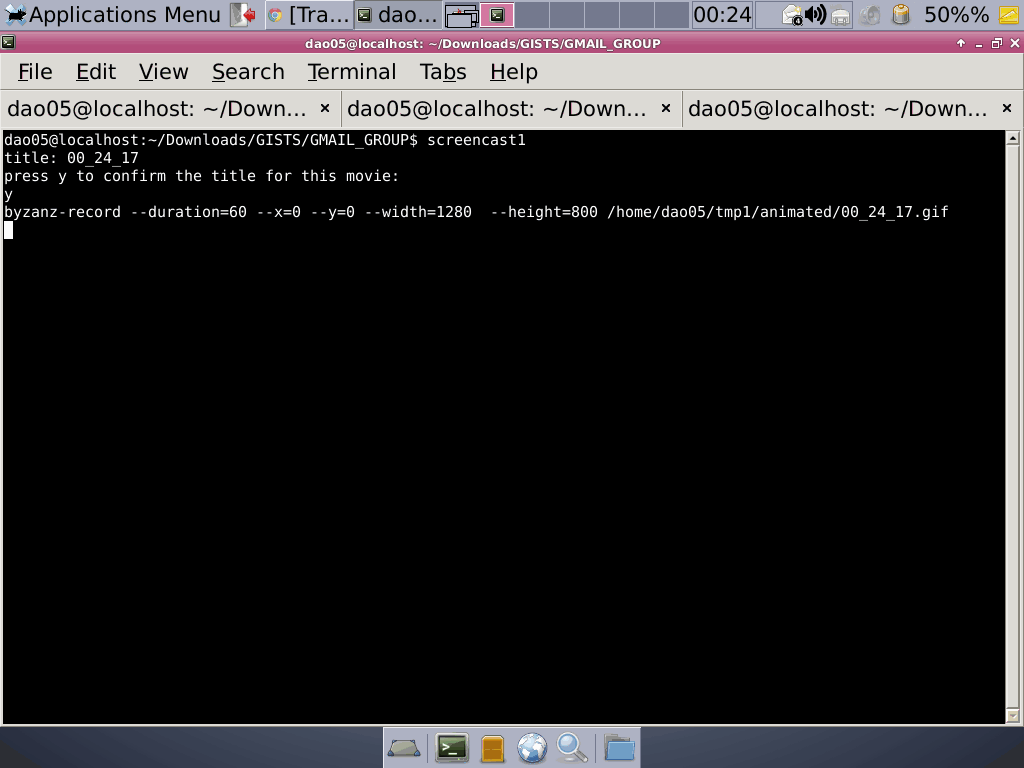 Applications Menu [Tra... dao... 00:24 50%%
dao05@localhost: ~/Downloads/GISTS/GMAIL_GROUP
File Edit View Search Terminal Tabs Help
dao05@localhost: ~/Down... dao05@localhost: ~/Down... dao05@localhost: ~/Down...
dao05@localhost:~/Downloads/GISTS/GMAIL_GROUP$ screencast1
title: 00_24_17
press y to confirm the title for this movie:
y
byzanz-record --duration=60 --x=0 --y=0 --width=1280  --height=800 /home/dao05/tmp1/animated/00_24_17.gif